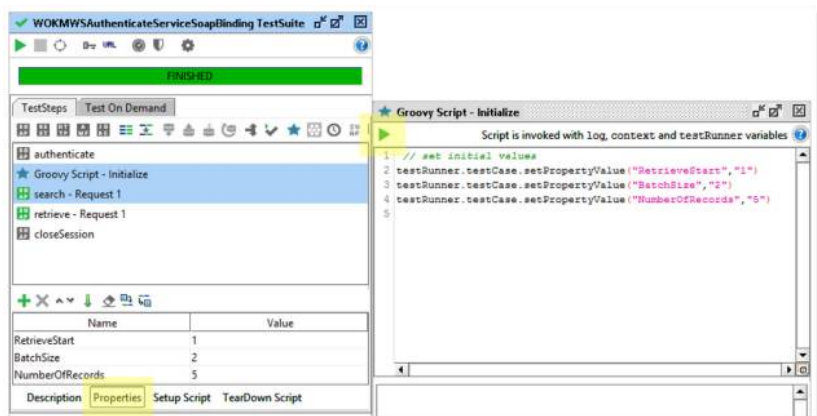 WOKMWSAuthenticateServiceSoapBinding TestSuite
URL
FINISHED
TestSteps Test On Demand
authenticate
Groovy Script - Initialize
search - Request 1
retrieve - Request 1
closeSession
Name Value
RetrieveStart 1
BatchSize 2
NumberOfRecords 5
Description Properties Setup Script TearDown Script
Groovy Script - Initialize
Script is invoked with log, context and testRunner variables
1 // set initial values
2 testRunner.testCase.setPropertyValue("RetrieveStart","1")
3 testRunner.testCase.setPropertyValue("BatchSize","2")
4 testRunner.testCase.setPropertyValue("NumberOfRecords","5")
5